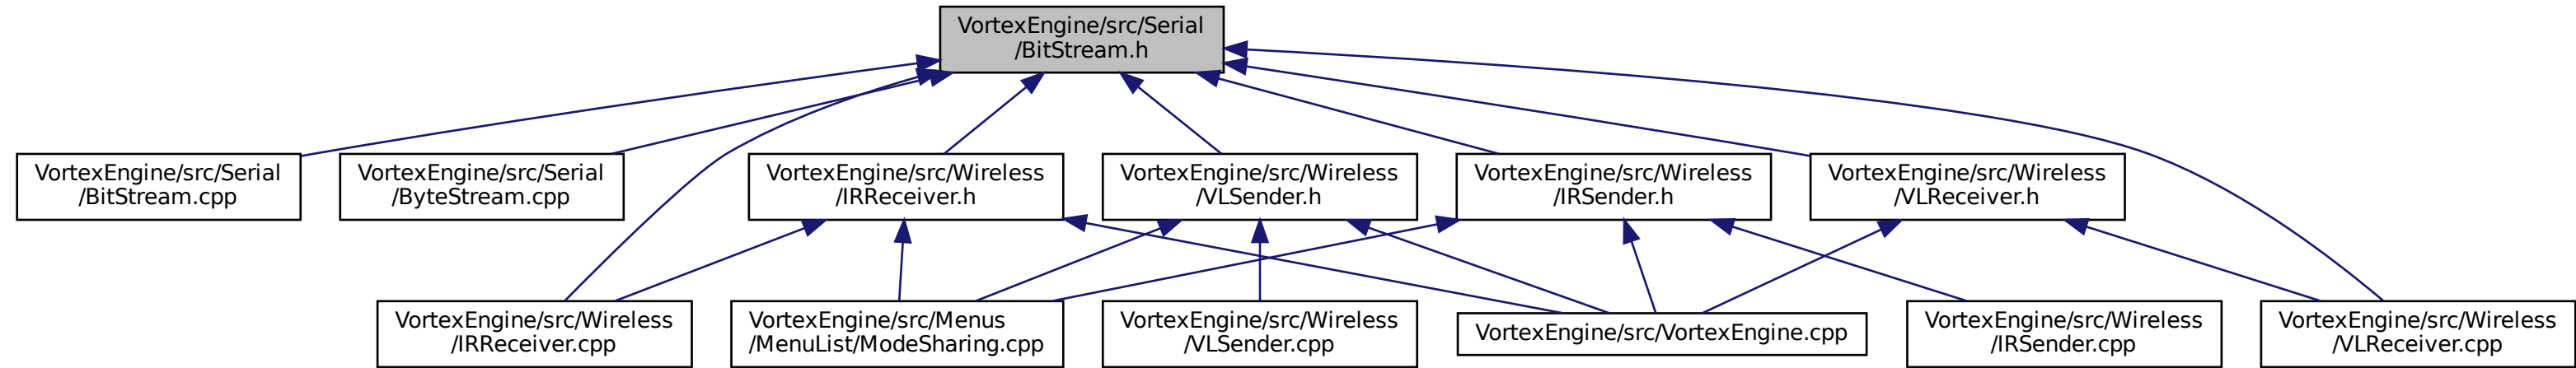 VortexEngine/src/Serial
/BitStream.h
VortexEngine/src/Serial
/BitStream.cpp
VortexEngine/src/Serial
/ByteStream.cpp
VortexEngine/src/Wireless
/IRReceiver.h
VortexEngine/src/Wireless
/VLSender.h
VortexEngine/src/Wireless
/IRSender.h
VortexEngine/src/Wireless
/VLReceiver.h
VortexEngine/src/Wireless
/IRReceiver.cpp
VortexEngine/src/Menus
/MenuList/ModeSharing.cpp
VortexEngine/src/Wireless
/VLSender.cpp
VortexEngine/src/VortexEngine.cpp
VortexEngine/src/Wireless
/IRSender.cpp
VortexEngine/src/Wireless
/VLReceiver.cpp